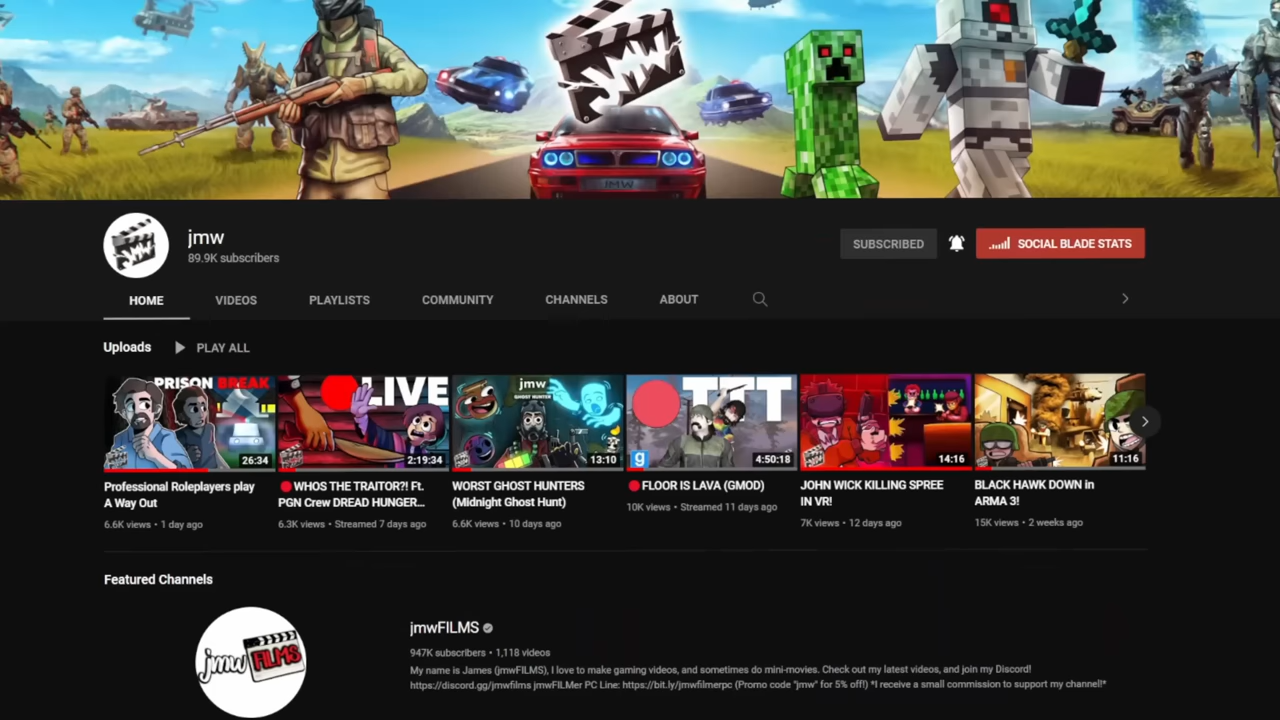 JMW
jmw
89.9K subscribers
SUBSCRIBED
SOCIAL BLADE STATS
HOME
VIDEOS
PLAYLISTS
COMMUNITY
CHANNELS
ABOUT
Uploads
PLAY ALL
PRISON BREAK
26:34
LIVE
2:19:34
jmw
GHOST HUNTER
13:10
TTT
g
4:50:18
14:16
11:16
Professional Roleplayers play
A Way Out
6.6K views • 1 day ago
WHOS THE TRAITOR?! Ft.
PGN Crew DREAD HUNGER...
6.3K views • Streamed 7 days ago
WORST GHOST HUNTERS
(Midnight Ghost Hunt)
6.6K views • 10 days ago
FLOOR IS LAVA (GMOD)
10K views • Streamed 11 days ago
JOHN WICK KILLING SPREE
IN VR!
7K views • 12 days ago
BLACK HAWK DOWN in
ARMA 3!
15K views • 2 weeks ago
Featured Channels
jmw FILMS
jmwFILMS
947K subscribers • 1,118 videos
My name is James (jmwFILMS), I love to make gaming videos, and sometimes do mini-movies. Check out my latest videos, and join my Discord!
https://discord.gg/jmwfilms jmwFILMer PC Line: https://bit.ly/jmwfilmerpc (Promo code "jmw" for 5% off!) *I receive a small commission to support my channel!*